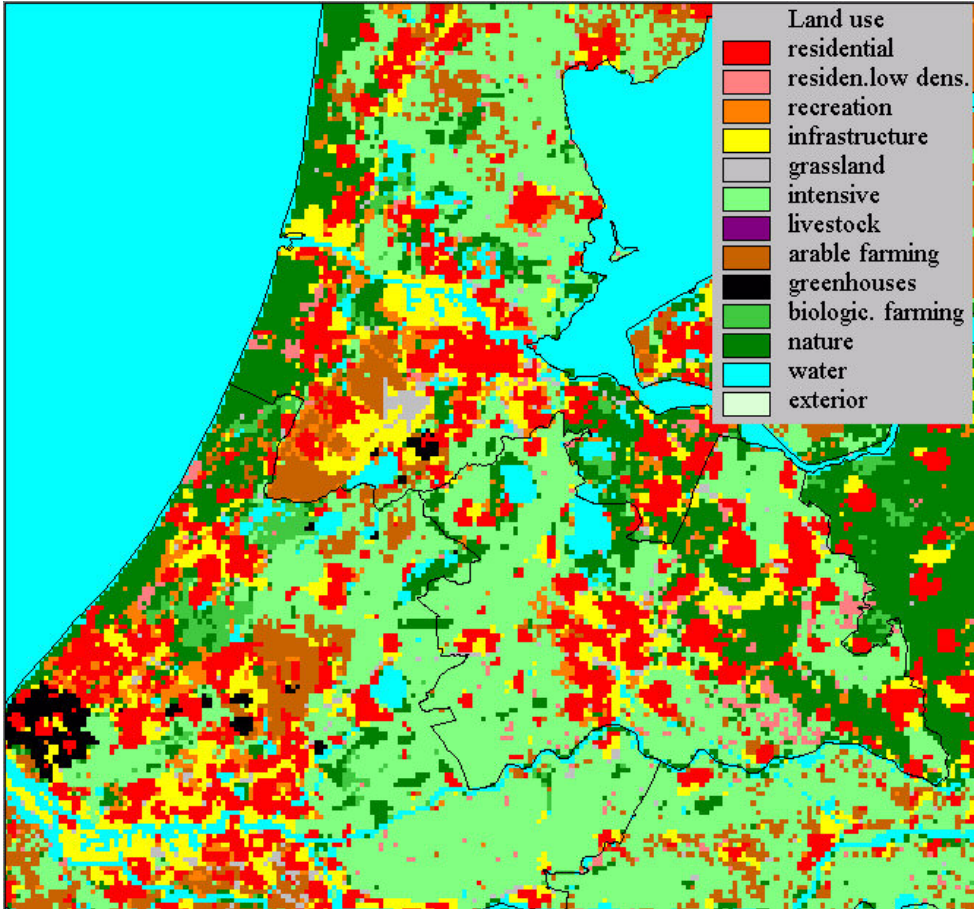 Land use
residential
residen.low dens.
recreation
infrastructure
grassland
intensive
livestock
arable farming
greenhouses
biologic. farming
nature
water
exterior